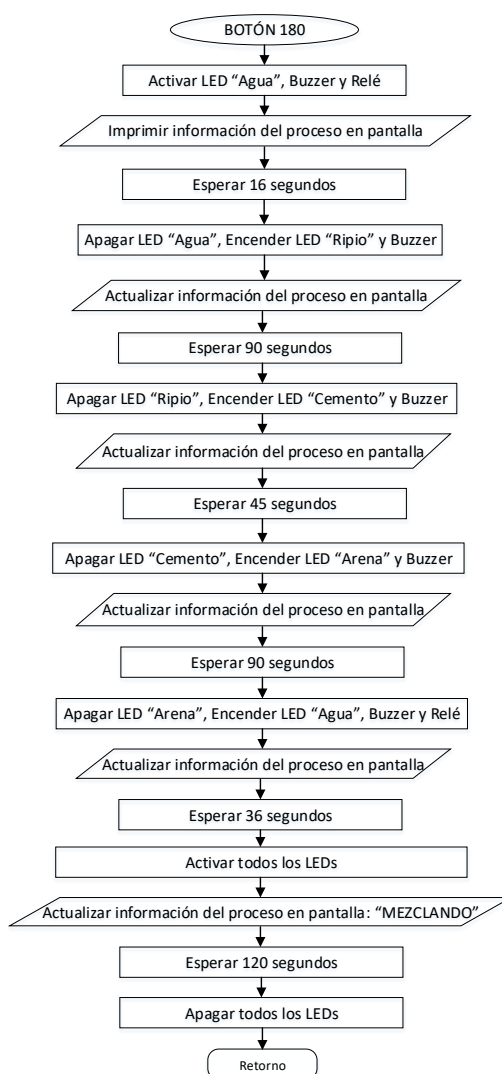 BOTÓN 180
Activar LED “Agua”, Buzzer y Relé
Imprimir información del proceso en pantalla
Esperar 16 segundos
Apagar LED “Agua”, Encender LED “Ripio” y Buzzer
Actualizar información del proceso en pantalla
Esperar 90 segundos
Apagar LED “Ripio”, Encender LED “Cemento” y Buzzer
Actualizar información del proceso en pantalla
Esperar 45 segundos
Apagar LED “Cemento”, Encender LED “Arena” y Buzzer
Actualizar información del proceso en pantalla
Esperar 90 segundos
Apagar LED “Arena”, Encender LED “Agua”, Buzzer y Relé
Actualizar información del proceso en pantalla
Esperar 36 segundos
Activar todos los LEDs
Actualizar información del proceso en pantalla: “MEZCLANDO”
Esperar 120 segundos
Apagar todos los LEDs
Retorno